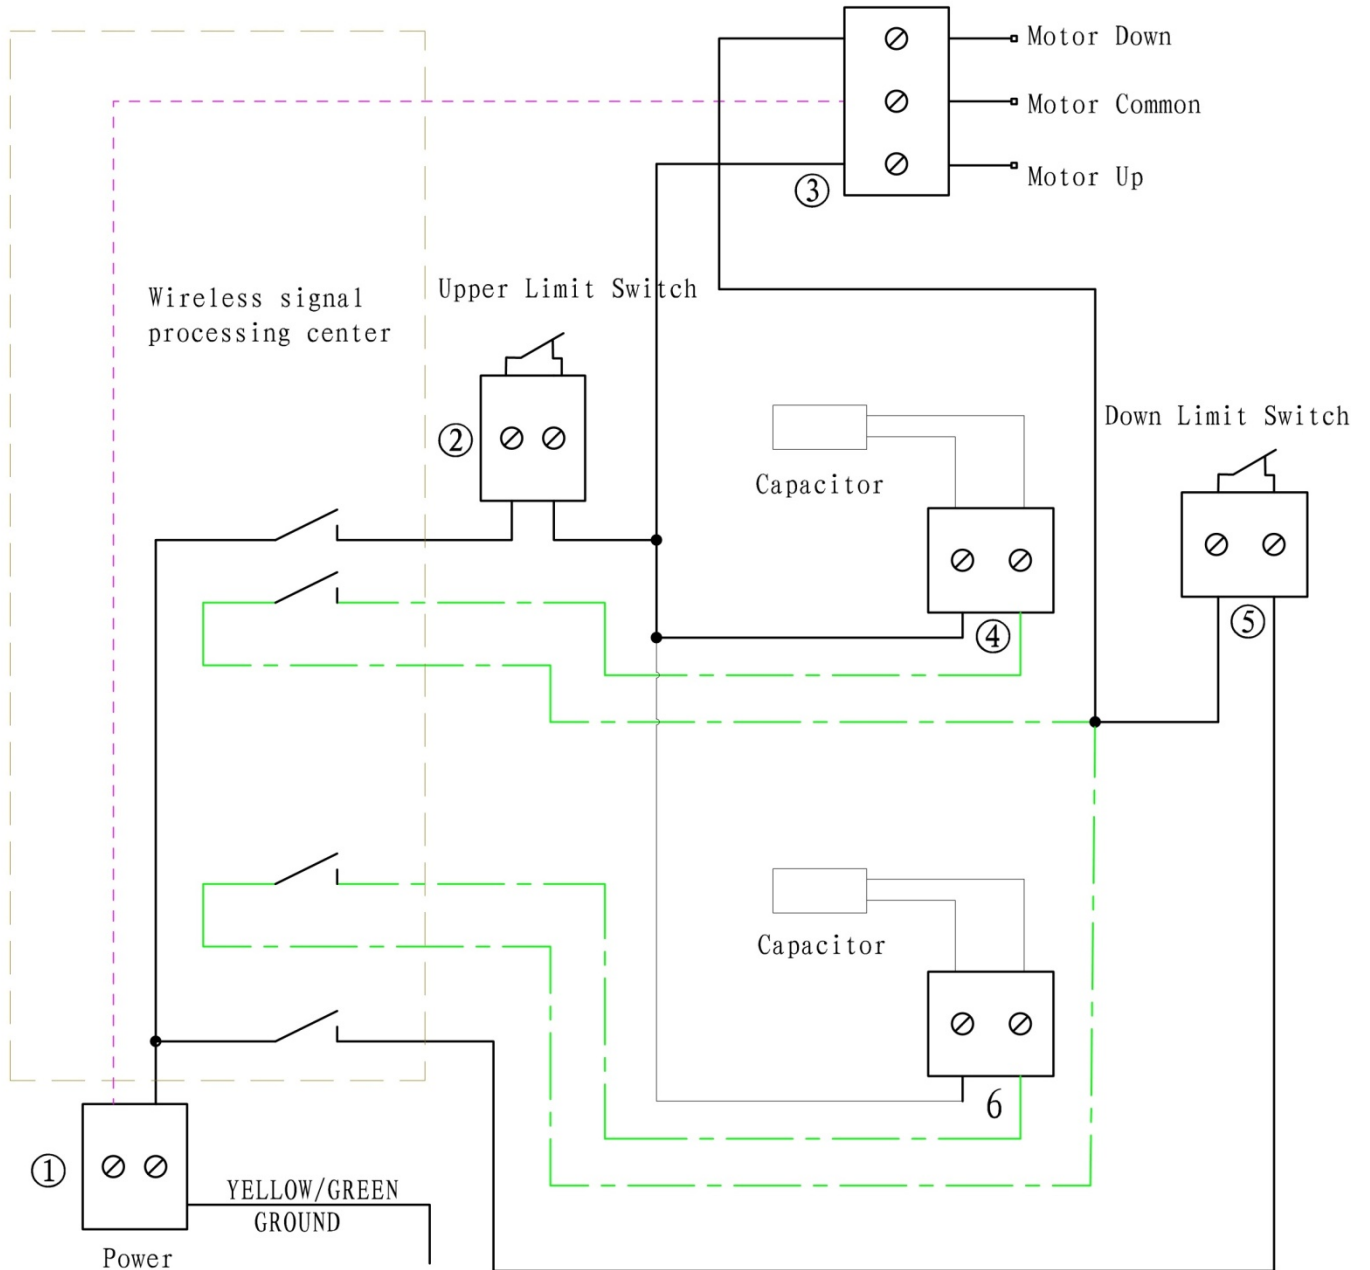 Motor Down
Motor Common
Motor Up
③
Wireless signal
processing center
Upper Limit Switch
②
Capacitor
④
Down Limit Switch
⑤
Capacitor
6
①
YELLOW/GREEN
GROUND
Power